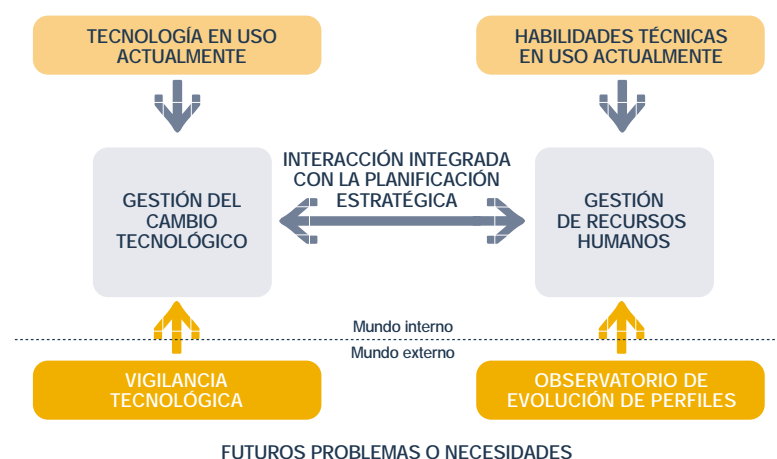 TECNOLOGÍA EN USO
ACTUALMENTE
HABILIDADES TÉCNICAS
EN USO ACTUALMENTE
GESTIÓN DEL
CAMBIO
TECNOLÓGICO
INTERACCIÓN INTEGRADA
CON LA PLANIFICACIÓN
ESTRATÉGICA
GESTIÓN
DE RECURSOS
HUMANOS
Mundo interno
Mundo externo
VIGILANCIA
TECNOLÓGICA
OBSERVATORIO DE
EVOLUCIÓN DE PERFILES
FUTUROS PROBLEMAS O NECESIDADES